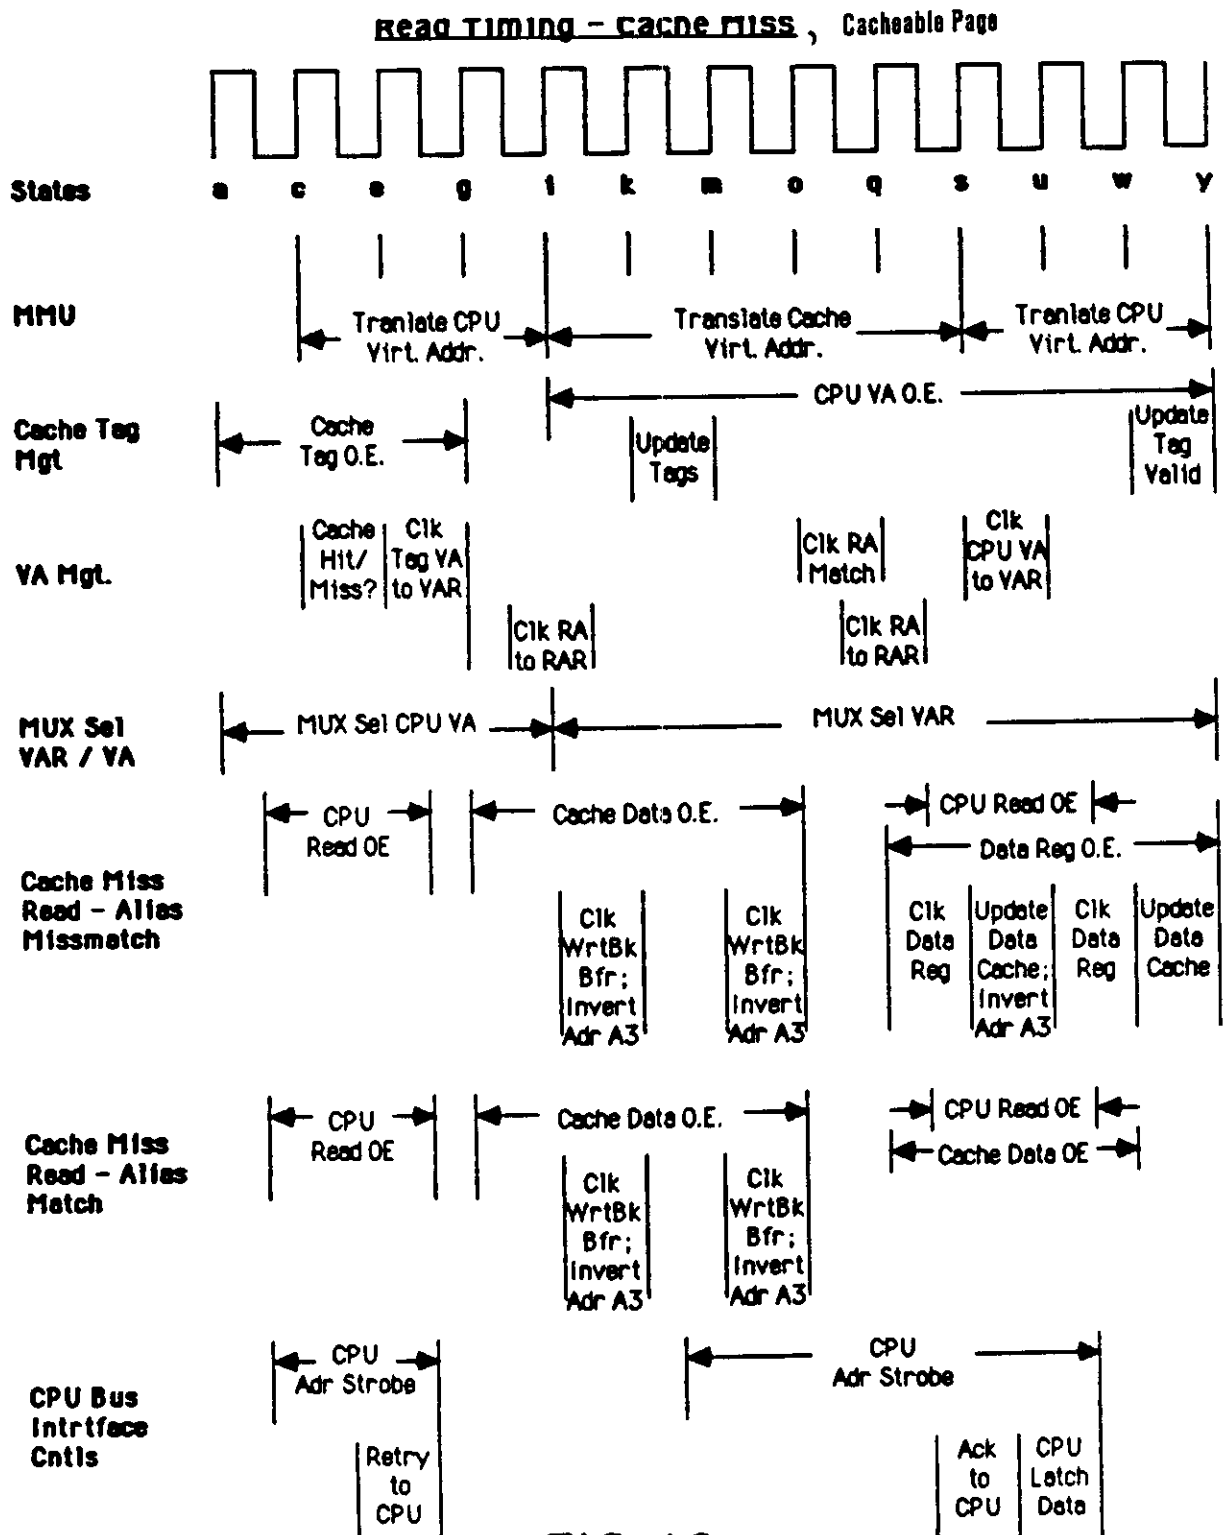 Read Timing - Cache Miss, Cacheable Page
States a c e g i k m o q s u w y
MMU
Tranlate CPU
Virt. Addr.
Translate Cache
Virt. Addr.
Tranlate CPU
Virt. Addr.
CPU VA O.E.
Cache Tag
Mgt
Cache
Tag O.E.
Update
Tags
Update
Tag
Valid
VA Mgt.
Cache
Hit/
Miss?
Clk
Tag VA
to VAR
Clk RA
to RAR
Clk RA
Match
Clk RA
to RAR
Clk
CPU VA
to VAR
MUX Sel
VAR / VA
MUX Sel CPU VA
MUX Sel VAR
Cache Miss
Read - Alias
Missmatch
CPU
Read OE
Cache Data O.E.
CPU Read OE
Data Reg O.E.
Clk
WrtBk
Bfr;
Invert
Adr A3
Clk
WrtBk
Bfr;
Invert
Adr A3
Clk
Data
Reg
Update
Data
Cache;
Invert
Adr A3
Clk
Data
Reg
Update
Data
Cache
Cache Miss
Read - Alias
Match
CPU
Read OE
Cache Data O.E.
CPU Read OE
Cache Data OE
Clk
WrtBk
Bfr;
Invert
Adr A3
Clk
WrtBk
Bfr;
Invert
Adr A3
CPU Bus
Intrtface
Cntls
CPU
Adr Strobe
CPU
Adr Strobe
Retry
to
CPU
Ack
to
CPU
CPU
Latch
Data